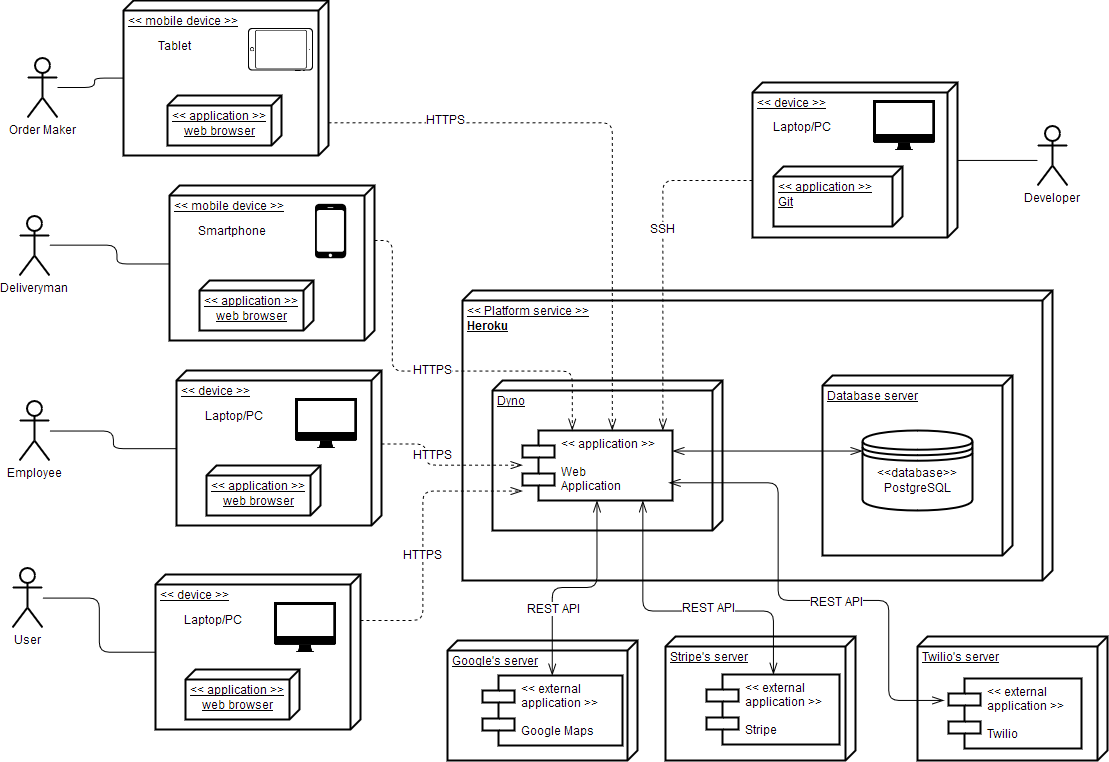 << mobile device >>
Tablet
<< application >>
web browser
Order Maker
HTTPS
<< device >>
Laptop/PC
<< application >>
Git
Developer
SSH
<< mobile device >>
Smartphone
<< application >>
web browser
Deliveryman
HTTPS
<< device >>
Laptop/PC
<< application >>
web browser
Employee
HTTPS
<< device >>
Laptop/PC
<< application >>
web browser
User
HTTPS
<< Platform service >>
Heroku
Dyno
<< application >>
Web
Application
Database server
<<database>>
PostgreSQL
REST API
REST API
REST API
Google's server
<< external
application >>
Google Maps
Stripe's server
<< external
application >>
Stripe
Twilio's server
<< external
application >>
Twilio